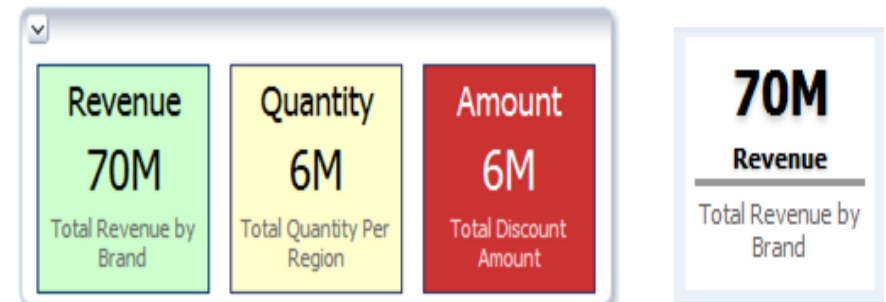 Revenue
70M
Total Revenue by
Brand
Quantity
6M
Total Quantity Per
Region
Amount
6M
Total Discount
Amount
70M
Revenue
Total Revenue by
Brand